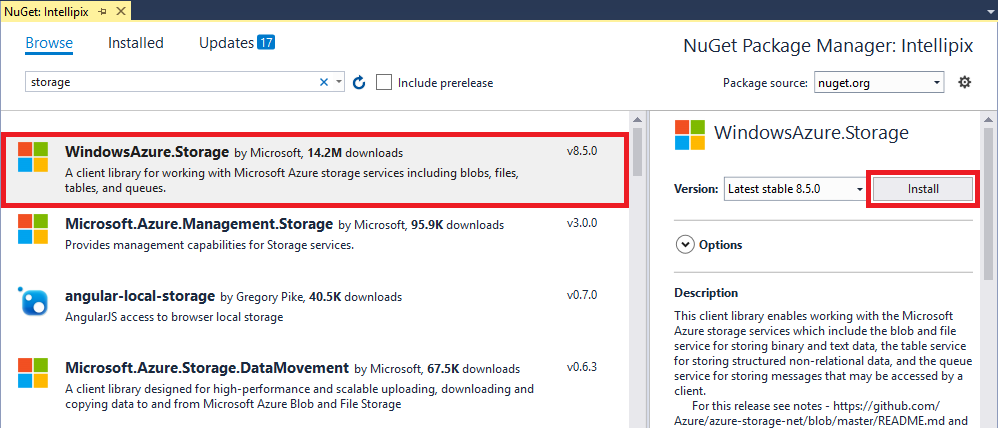 NuGet: Intellipix
Browse Installed Updates 17
NuGet Package Manager: Intellipix
storage
Include prerelease
Package source: nuget.org
WindowsAzure.Storage by Microsoft, 14.2M downloads v8.5.0
A client library for working with Microsoft Azure storage services including blobs, files,
tables, and queues.
Microsoft.Azure.Management.Storage by Microsoft, 95.9K downloads v3.0.0
Provides management capabilities for Storage services.
angular-local-storage by Gregory Pike, 40.5K downloads v0.7.0
AngularJS access to browser local storage
Microsoft.Azure.Storage.DataMovement by Microsoft, 67.5K downloads v0.6.3
A client library designed for high-performance and scalable uploading, downloading and
copying data to and from Microsoft Azure Blob and File Storage
WindowsAzure.Storage
Version: Latest stable 8.5.0 Install
Options
Description
This client library enables working with the Microsoft
Azure storage services which include the blob and file
service for storing binary and text data, the table service
for storing structured non-relational data, and the queue
service for storing messages that may be accessed by a
client.
For this release see notes - https://github.com/
Azure/azure-storage-net/blob/master/README.md and